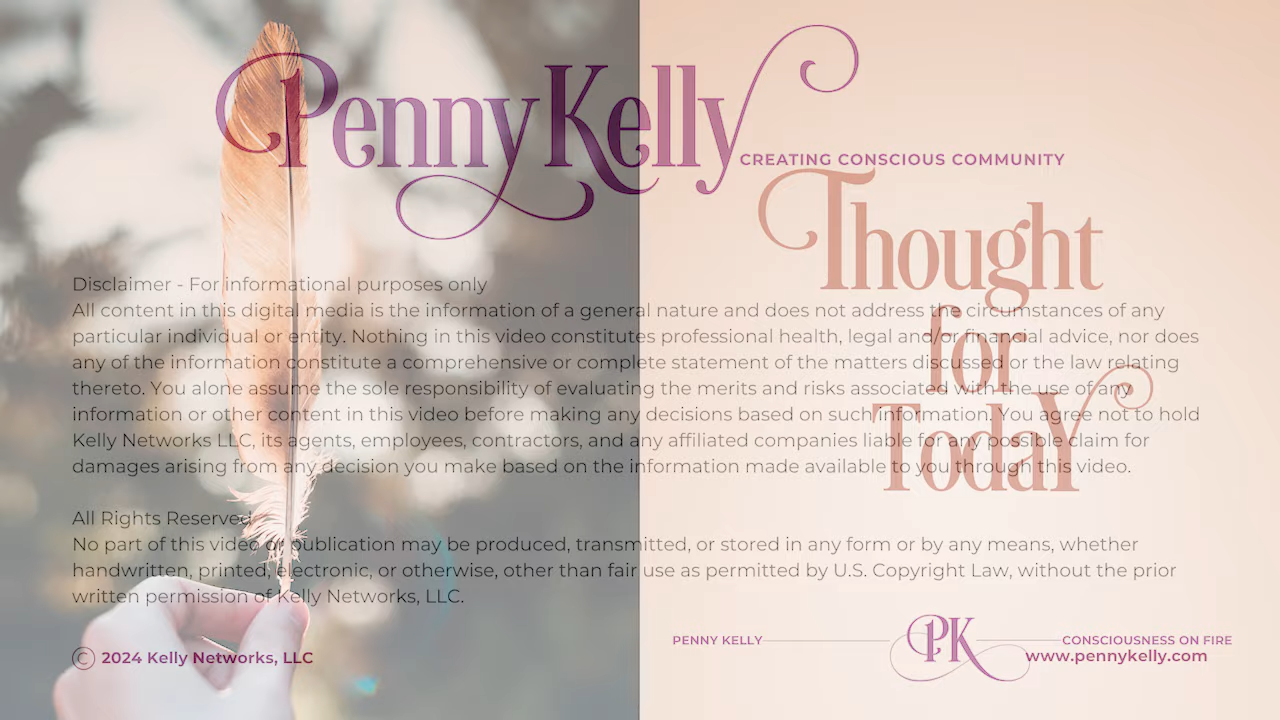 Penny Kelly
CREATING CONSCIOUS COMMUNITY
Thought
for
TodaY
Disclaimer - For informational purposes only
All content in this digital media is the information of a general nature and does not address the circumstances of any
particular individual or entity. Nothing in this video constitutes professional health, legal and/or financial advice, nor does
any of the information constitute a comprehensive or complete statement of the matters discussed or the law relating
thereto. You alone assume the sole responsibility of evaluating the merits and risks associated with the use of any
information or other content in this video before making any decisions based on such information. You agree not to hold
Kelly Networks LLC, its agents, employees, contractors, and any affiliated companies liable for any possible claim for
damages arising from any decision you make based on the information made available to you through this video.
All Rights Reserved
No part of this video or publication may be produced, transmitted, or stored in any form or by any means, whether
handwritten, printed, electronic, or otherwise, other than fair use as permitted by U.S. Copyright Law, without the prior
written permission of Kelly Networks, LLC.
© 2024 Kelly Networks, LLC
PENNY KELLY PK CONSCIOUSNESS ON FIRE
www.pennykelly.com